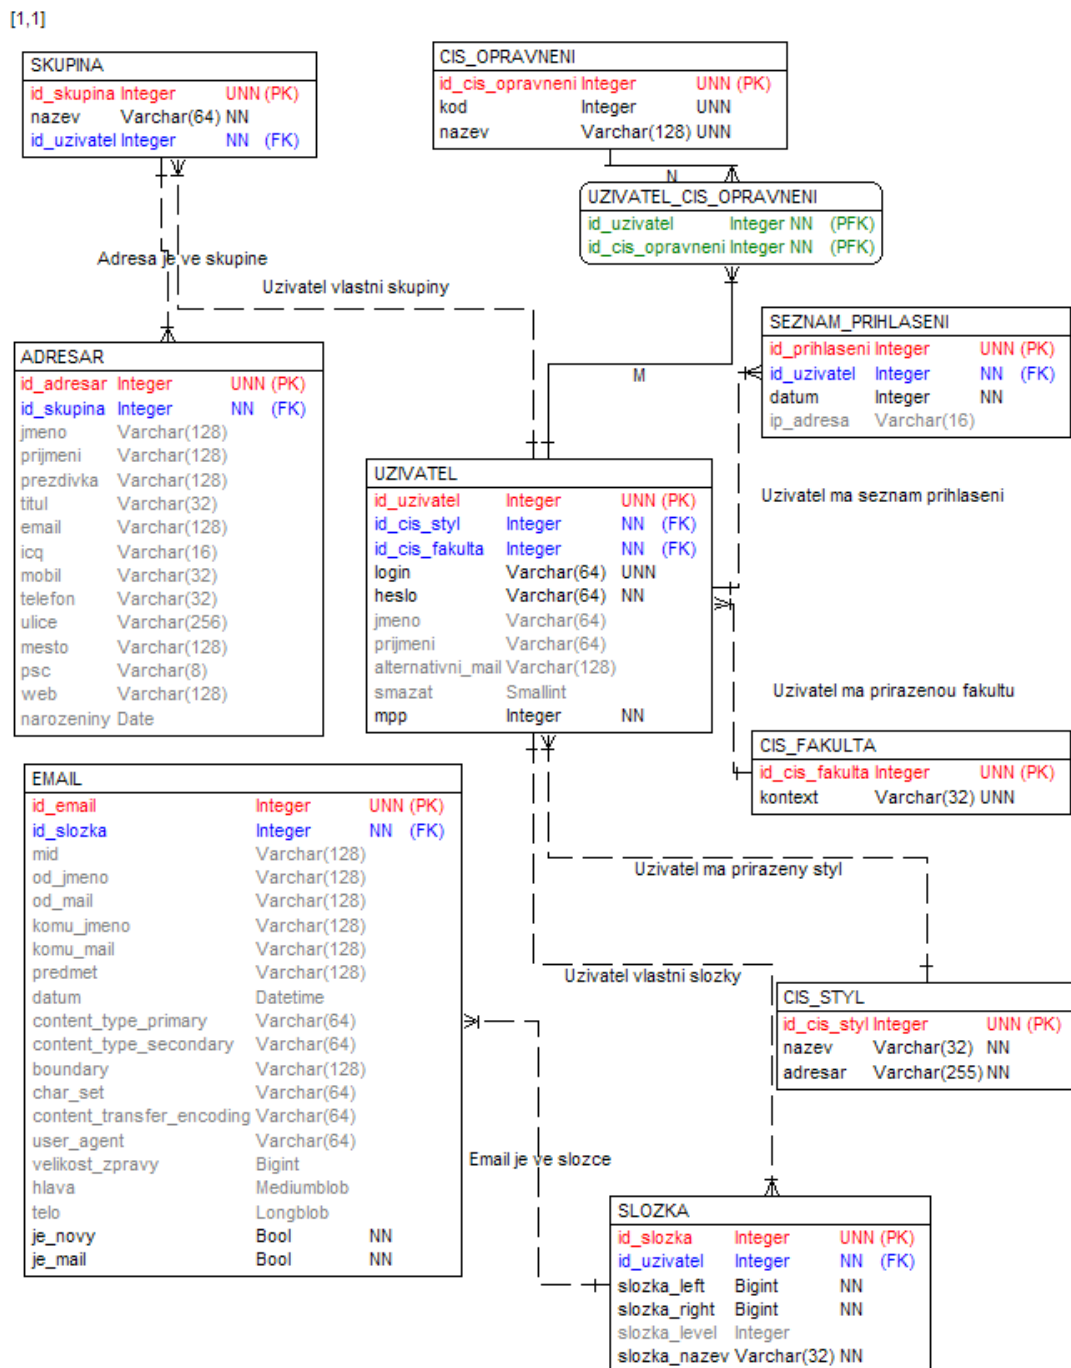 [1,1]
SKUPINA
id_skupina Integer UNN (PK)
nazev Varchar(64) NN
id_uzivatel Integer NN (FK)
CIS_OPRAVNENI
id_cis_opravneni Integer UNN (PK)
kod Integer UNN
nazev Varchar(128) UNN
N
UZIVATEL_CIS_OPRAVNENI
id_uzivatel Integer NN (PFK)
id_cis_opravneni Integer NN (PFK)
Adresa je ve skupine
Uzivatel vlastni skupiny
M
SEZNAM_PRIHLASENI
id_prihlaseni Integer UNN (PK)
id_uzivatel Integer NN (FK)
datum Integer NN
ip_adresa Varchar(16)
ADRESAR
id_adresar Integer UNN (PK)
id_skupina Integer NN (FK)
jmeno Varchar(128)
prijmeni Varchar(128)
prezdivka Varchar(128)
titul Varchar(32)
email Varchar(128)
icq Varchar(16)
mobil Varchar(32)
telefon Varchar(32)
ulice Varchar(256)
mesto Varchar(128)
psc Varchar(8)
web Varchar(128)
narozeniny Date
UZIVATEL
id_uzivatel Integer UNN (PK)
id_cis_styl Integer NN (FK)
id_cis_fakulta Integer NN (FK)
login Varchar(64) UNN
heslo Varchar(64) NN
jmeno Varchar(64)
prijmeni Varchar(64)
alternativni_mail Varchar(128)
smazat Smallint
mpp Integer NN
Uzivatel ma seznam prihlaseni
Uzivatel ma prirazenou fakultu
CIS_FAKULTA
id_cis_fakulta Integer UNN (PK)
kontext Varchar(32) UNN
EMAIL
id_email Integer UNN (PK)
id_slozka Integer NN (FK)
mid Varchar(128)
od_jmeno Varchar(128)
od_mail Varchar(128)
komu_jmeno Varchar(128)
komu_mail Varchar(128)
predmet Varchar(128)
datum Datetime
content_type_primary Varchar(64)
content_type_secondary Varchar(64)
boundary Varchar(128)
char_set Varchar(64)
content_transfer_encoding Varchar(64)
user_agent Varchar(64)
velikost_zpravy Bigint
hlava Mediumblob
telo Longblob
je_novy Bool NN
je_mail Bool NN
Uzivatel ma prirazeny styl
Uzivatel vlastni slozky
CIS_STYL
id_cis_styl Integer UNN (PK)
nazev Varchar(32) NN
adresar Varchar(255) NN
Email je ve slozce
SLOZKA
id_slozka Integer UNN (PK)
id_uzivatel Integer NN (FK)
slozka_left Bigint NN
slozka_right Bigint NN
slozka_level Integer
slozka_nazev Varchar(32) NN